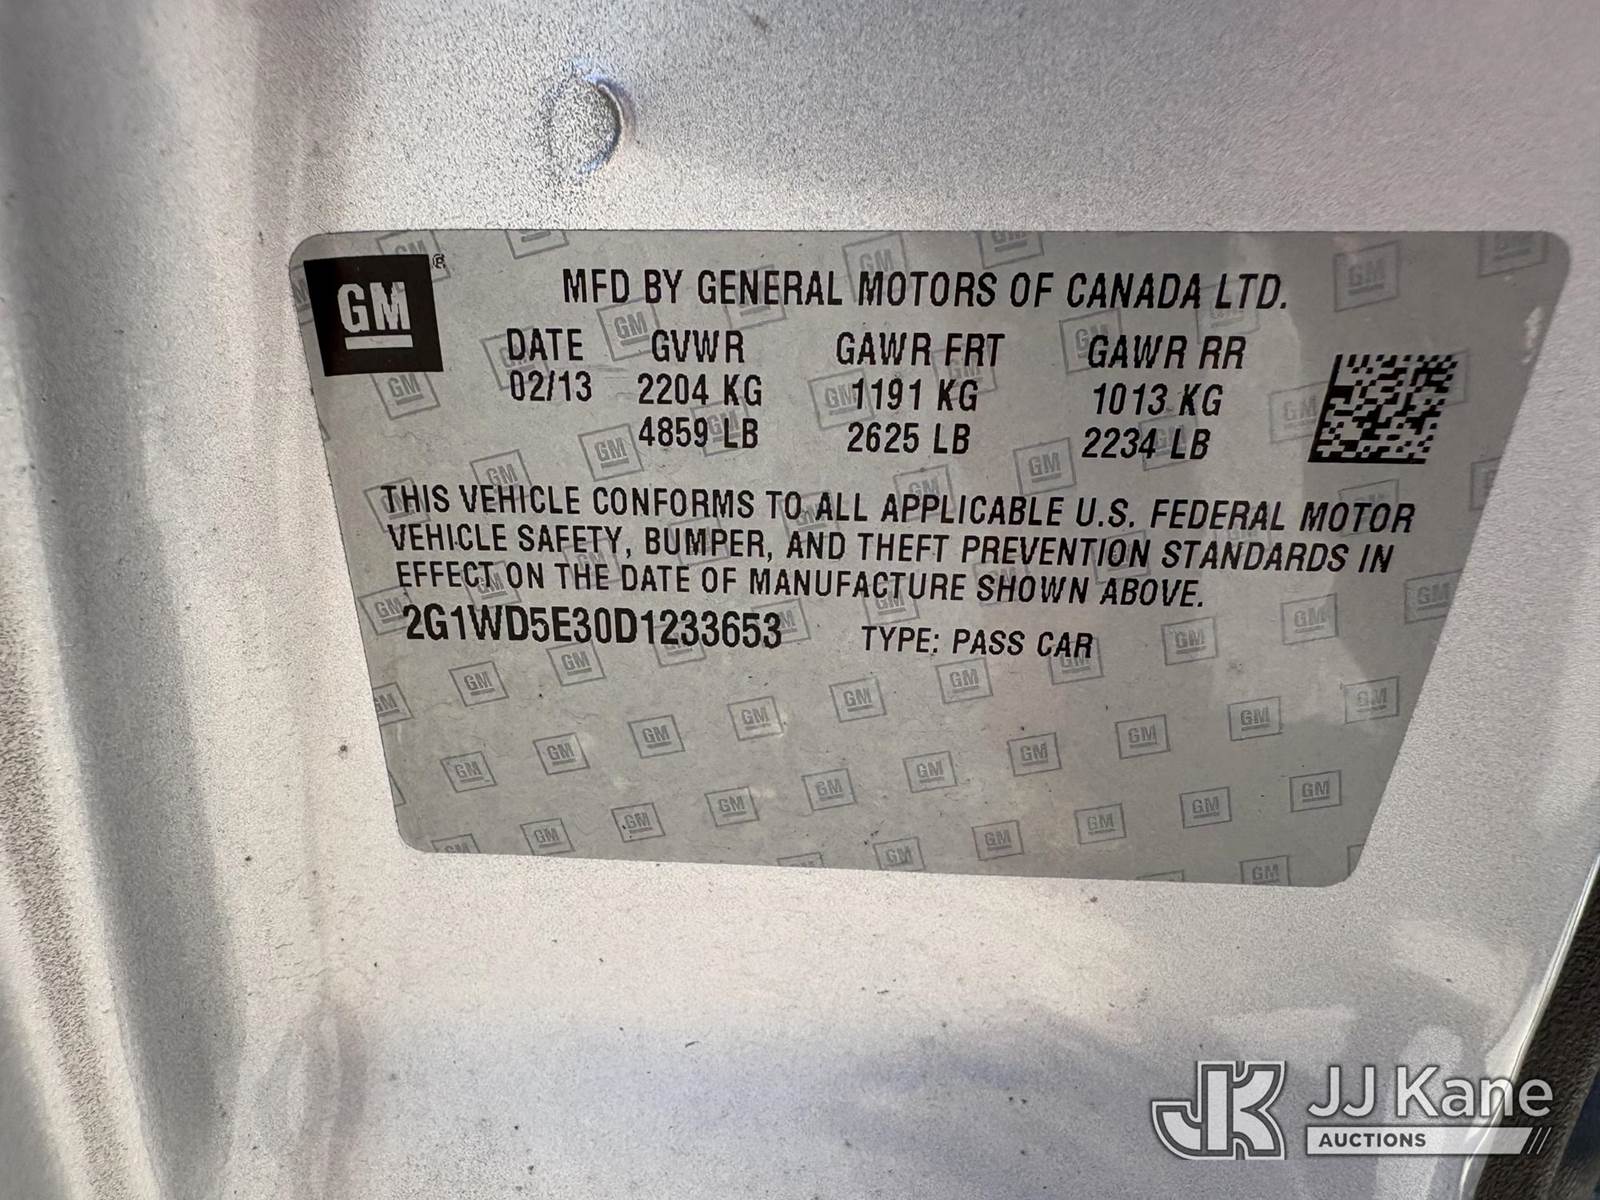 GM®
MFD BY GENERAL MOTORS OF CANADA LTD.
DATE GVWR GAWR FRT GAWR RR
02/13 2204 KG 1191 KG 1013 KG
4859 LB 2625 LB 2234 LB
THIS VEHICLE CONFORMS TO ALL APPLICABLE U.S. FEDERAL MOTOR
VEHICLE SAFETY, BUMPER, AND THEFT PREVENTION STANDARDS IN
EFFECT ON THE DATE OF MANUFACTURE SHOWN ABOVE.
2G1WD5E30D1233653 TYPE: PASS CAR
JK JJ Kane
AUCTIONS